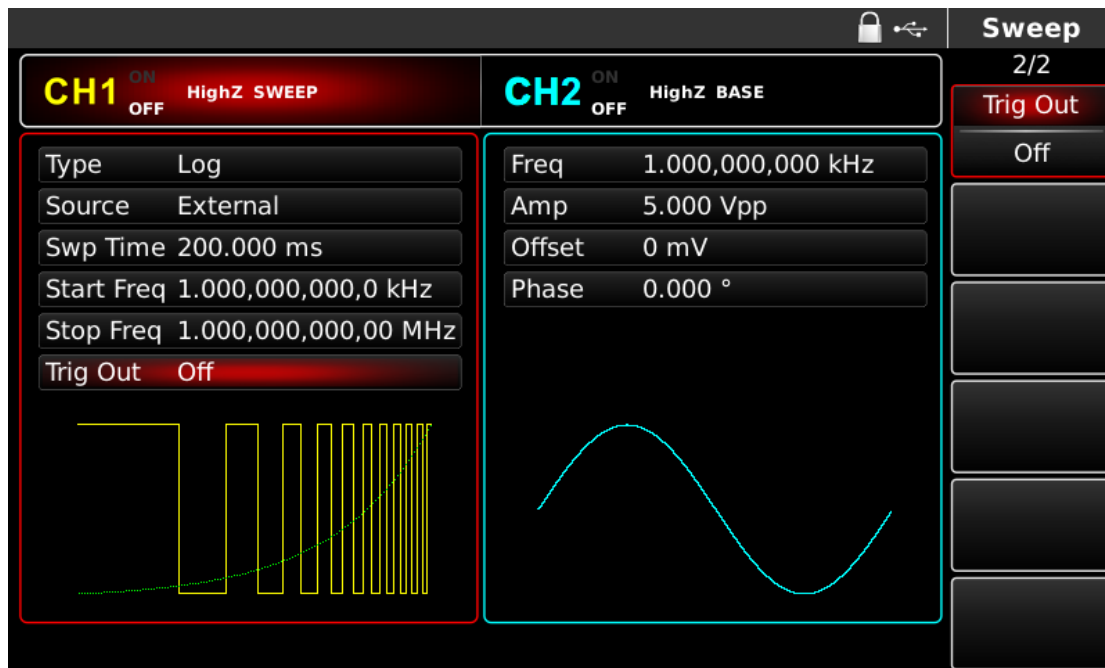 Sweep
2/2
CH1 ON OFF HighZ SWEEP
CH2 ON OFF HighZ BASE
Trig Out
Off
Type Log
Source External
Swp Time 200.000 ms
Start Freq 1.000,000,000,0 kHz
Stop Freq 1.000,000,000,00 MHz
Trig Out Off
Freq 1.000,000,000 kHz
Amp 5.000 Vpp
Offset 0 mV
Phase 0.000 °